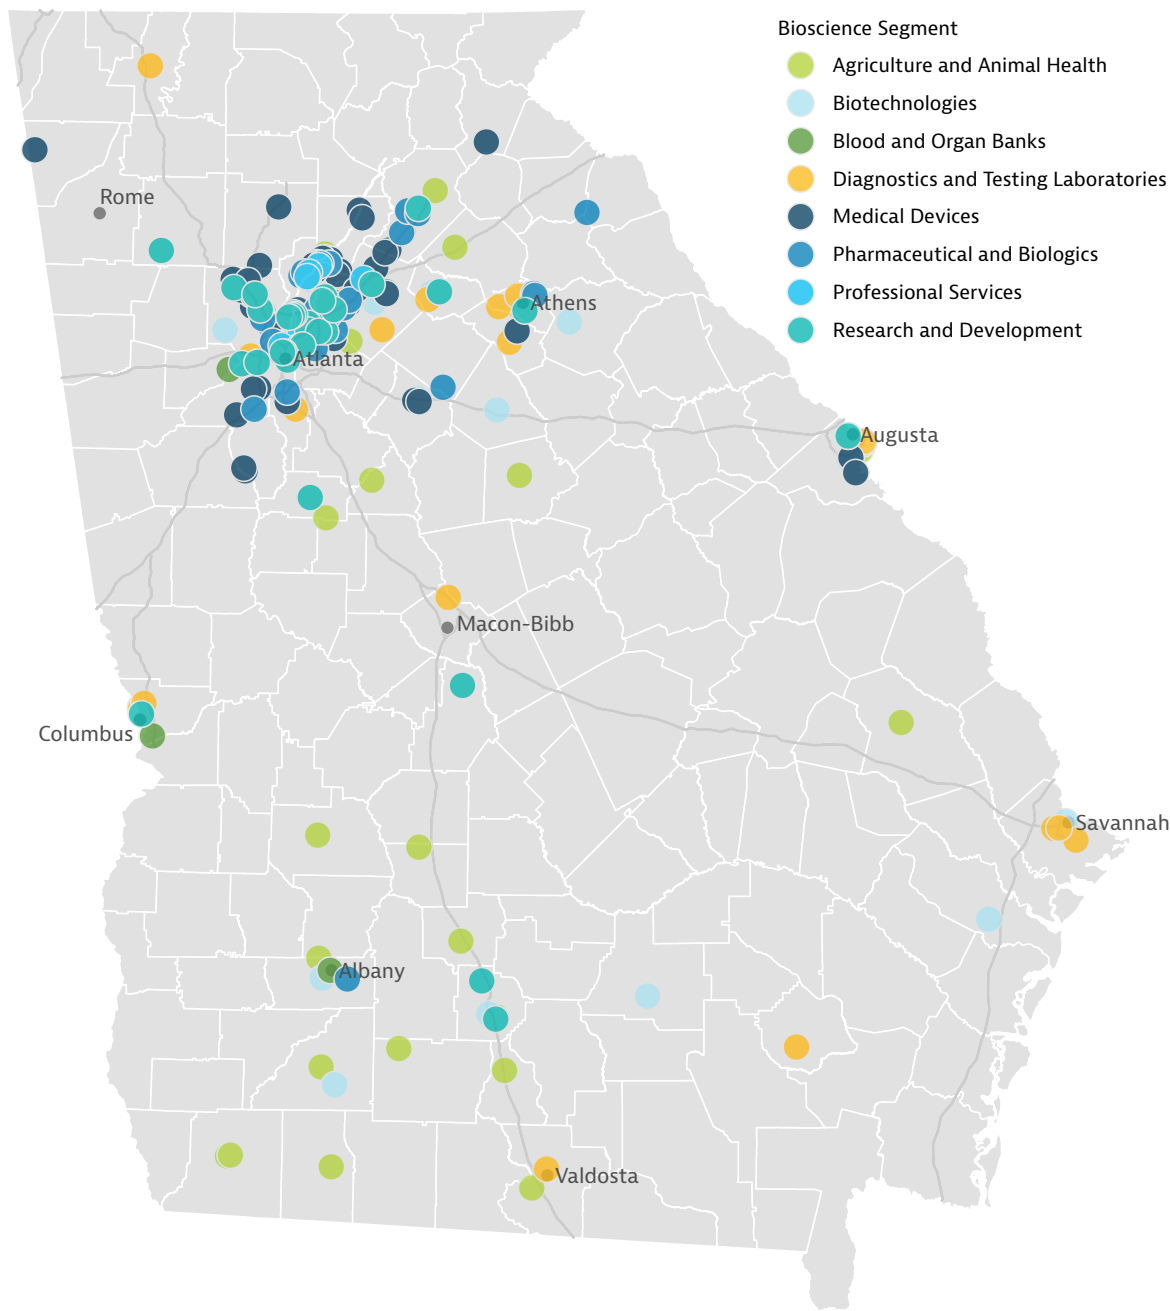 Bioscience Segment
Agriculture and Animal Health
Biotechnologies
Blood and Organ Banks
Diagnostics and Testing Laboratories
Medical Devices
Pharmaceutical and Biologics
Professional Services
Research and Development
Rome
Athens
Atlanta
Augusta
Macon-Bibb
Columbus
Savannah
Albany
Valdosta